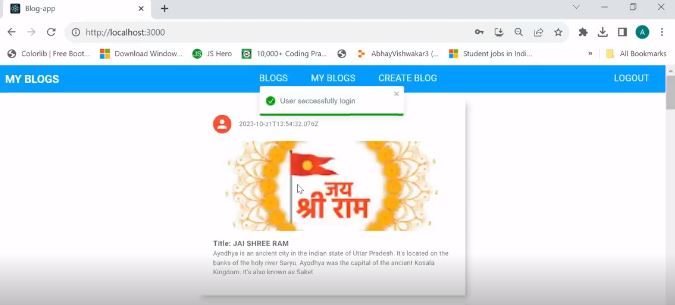 Blog-app
http://localhost:3000
A
Colorlib | Free Boot...
Download Window...
JS Hero
10,000+ Coding Pra...
AbhayVishwakar3 (...
Student jobs in Indi...
»
All Bookmarks
MY BLOGS
BLOGS
MY BLOGS
CREATE BLOG
LOGOUT
User seccessfully login
2023-10-21T13:54:32.076Z
जय
श्री राम
Title: JAI SHREE RAM
Ayodhya is an ancient city in the Indian state of Uttar Pradesh. It's located on the
banks of the holy river Saryu. Ayodhya was the capital of the ancient Kosala
Kingdom. It's also known as Saket